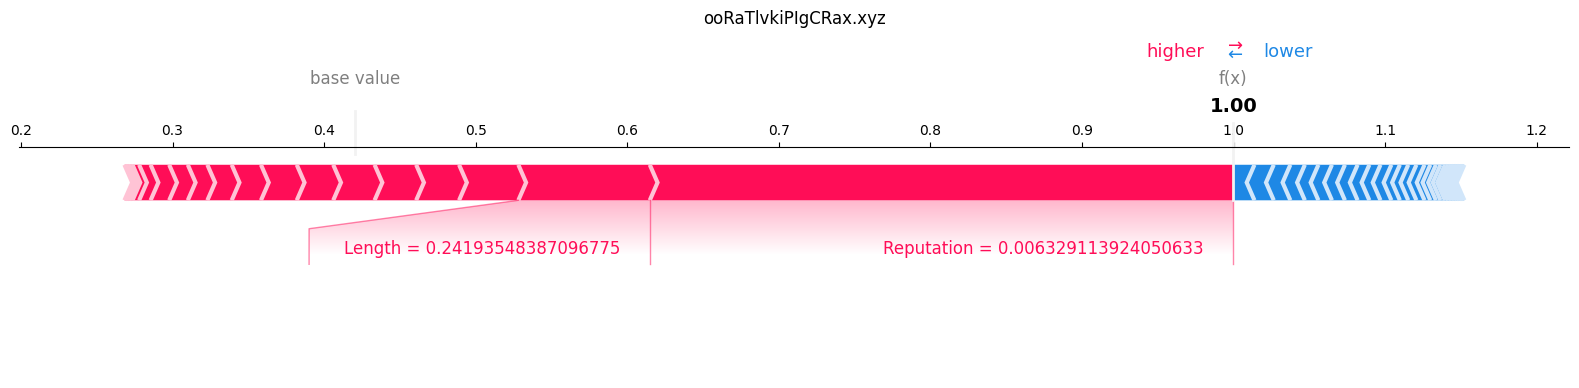 ooRaTlvkiPIgCRax.xyz
higher → ← lower
base value f(x)
1.00
0.2 0.3 0.4 0.5 0.6 0.7 0.8 0.9 1.0 1.1 1.2
Length = 0.24193548387096775 Reputation = 0.006329113924050633